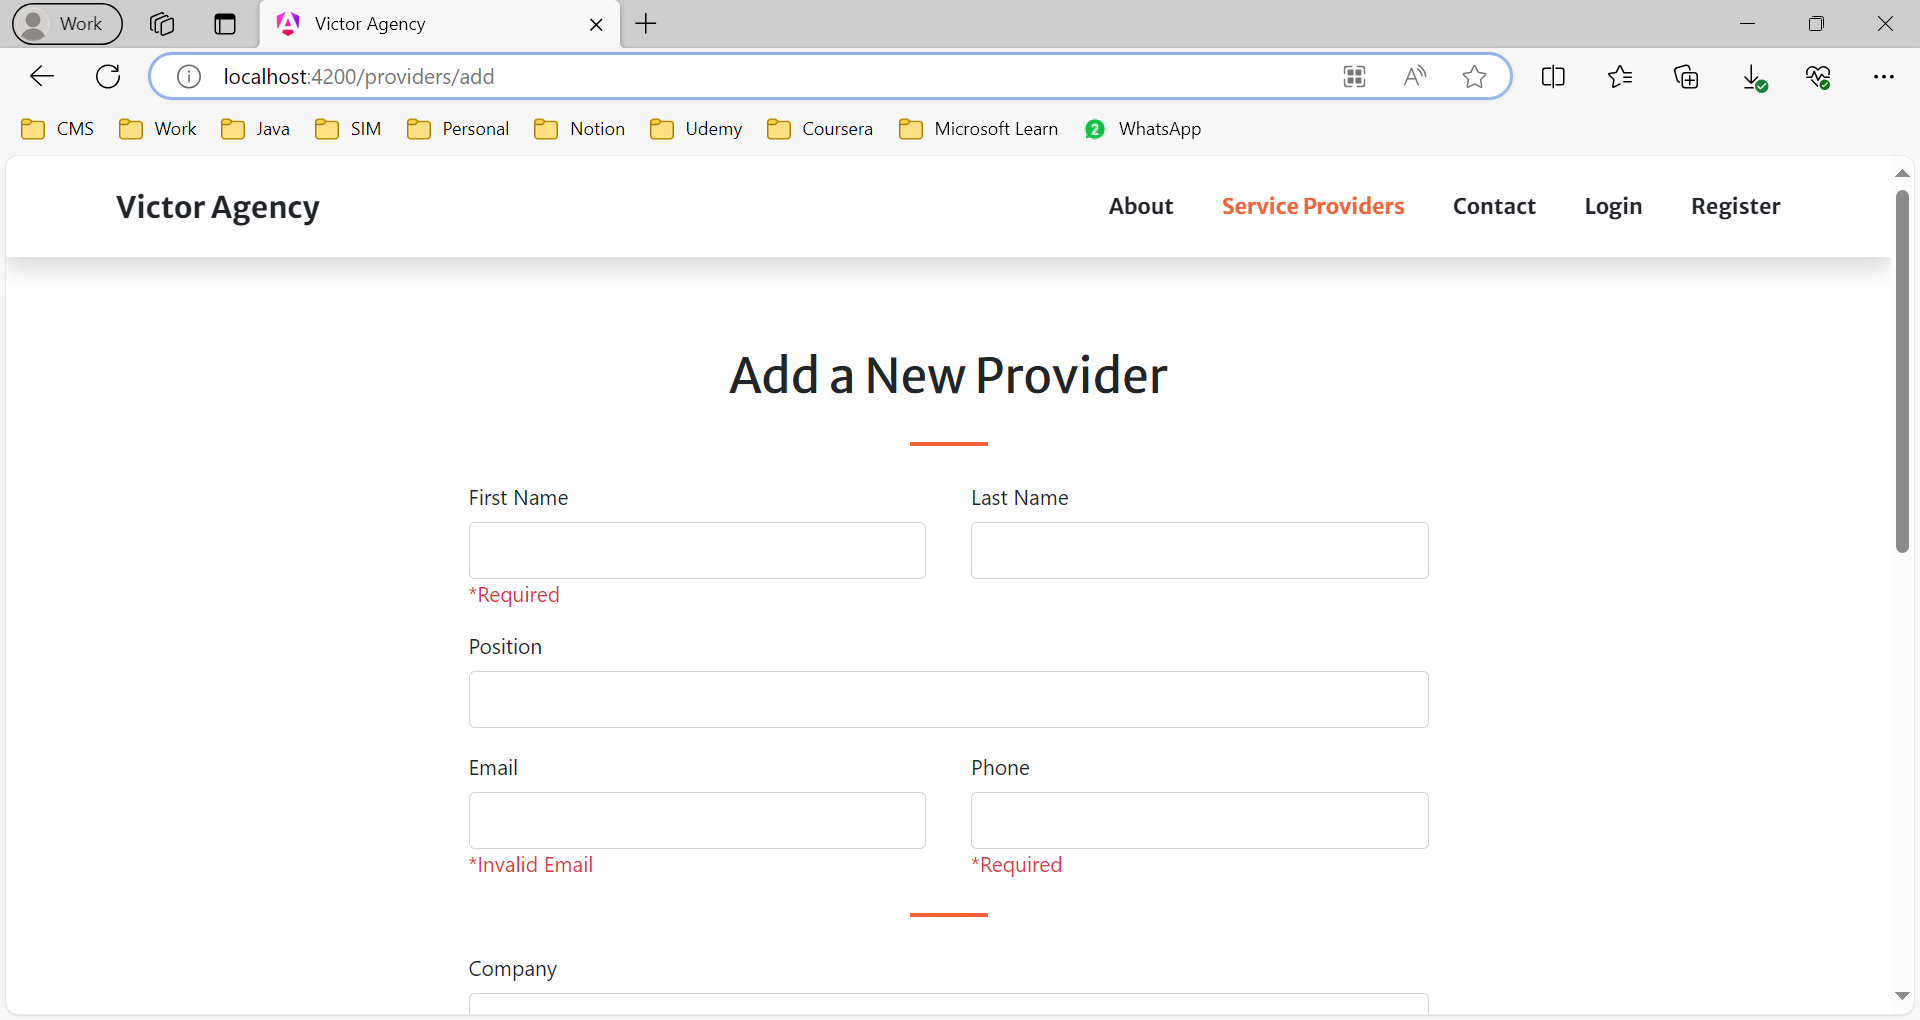 Work
Victor Agency
localhost:4200/providers/add
CMS Work Java SIM Personal Notion Udemy Coursera Microsoft Learn 2 WhatsApp
Victor Agency About Service Providers Contact Login Register
Add a New Provider
First Name Last Name
*Required
Position
Email Phone
*Invalid Email *Required
Company